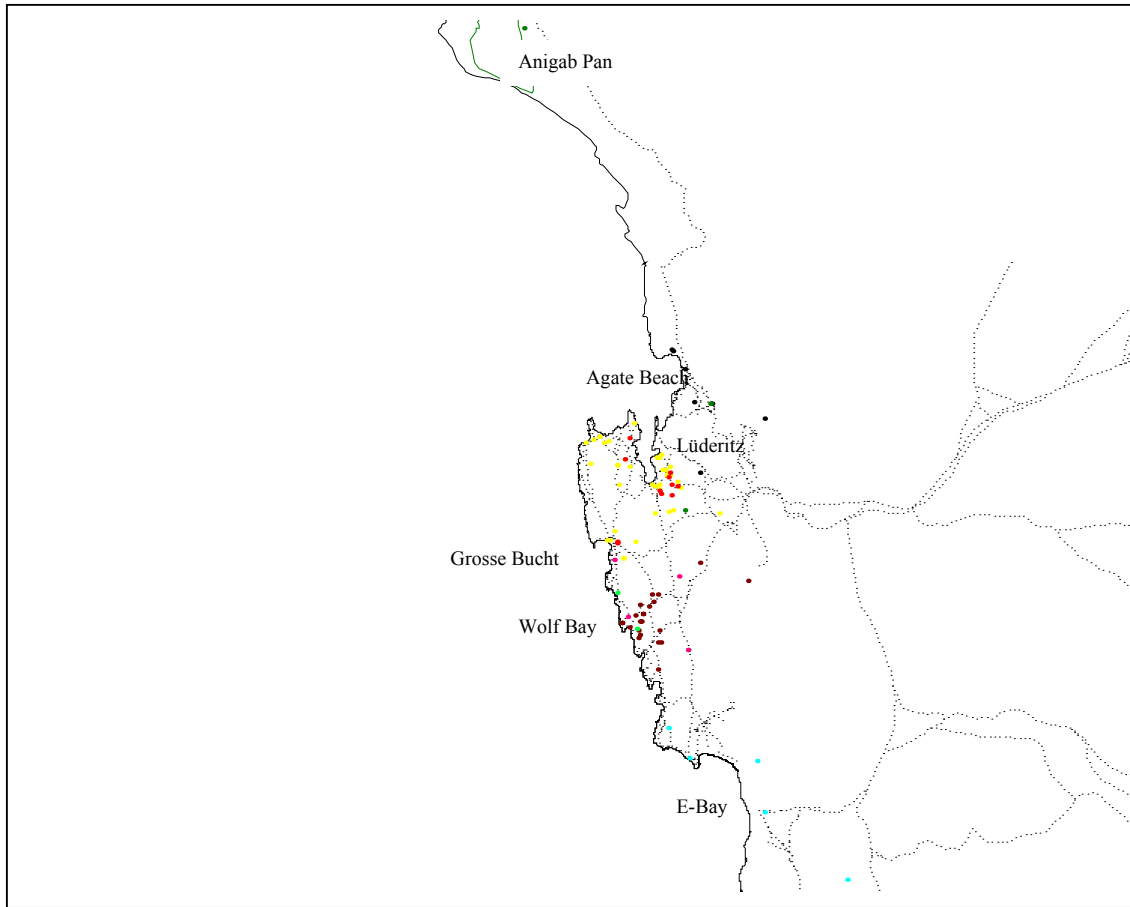 Anigab Pan
Agate Beach
Lüderitz
Grosse Bucht
Wolf Bay
E-Bay